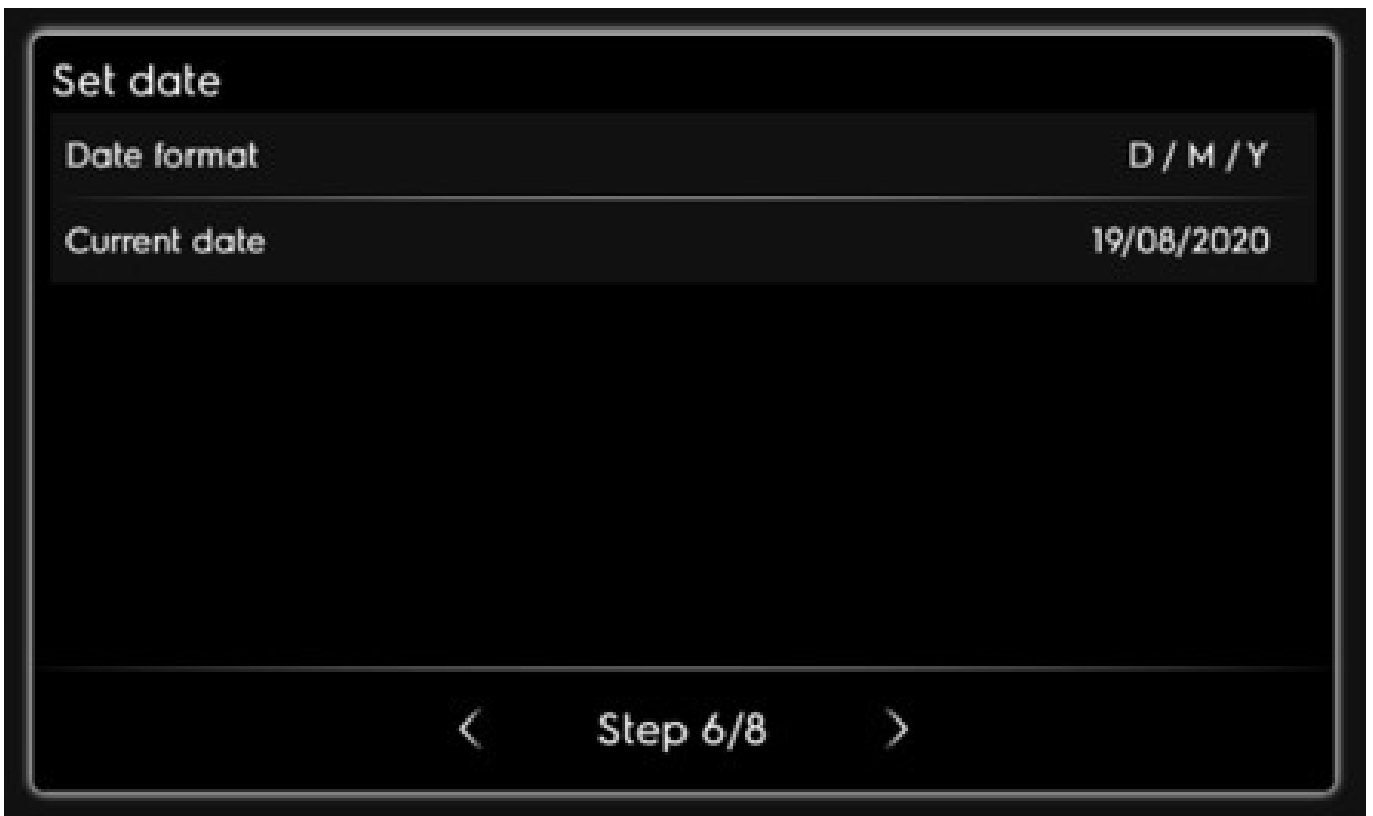 Set date
Date format D / M / Y
Current date 19/08/2020
< Step 6/8 >